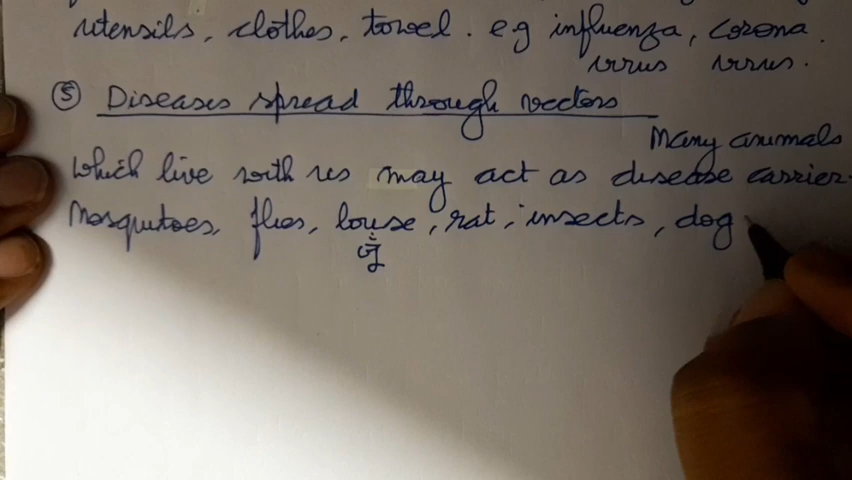 utensils, clothes, towel. e.g influenza, corona
virus virus.
⑤ Diseases spread through vectors
Many animals
which live with us may act as disease carrier.
Mosquitoes, flies, louse, rat, insects, dog
জুঁ